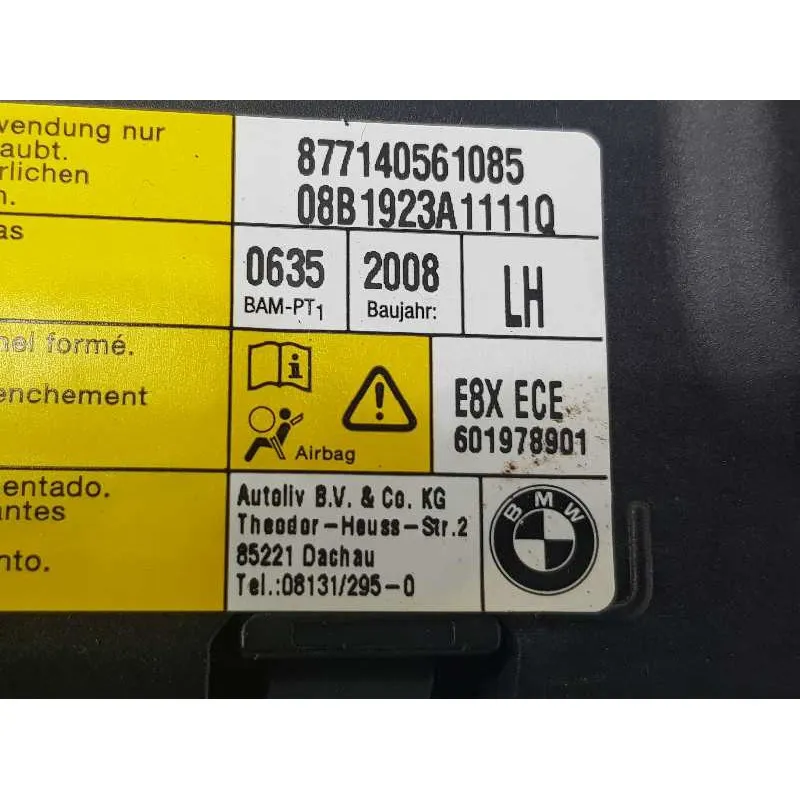 wendung nur
aubt.
rlichen
n.
as
nel formé.
enchement
entado.
antes
nto.
877140561085
08B1923A1111Q
0635
BAM-PT1
2008
Baujahr:
LH
Airbag
E8X ECE
601978901
Autoliv B.V. & Co. KG
Theodor-Heuss-Str.2
85221 Dachau
Tel.:08131/295-0
BMW